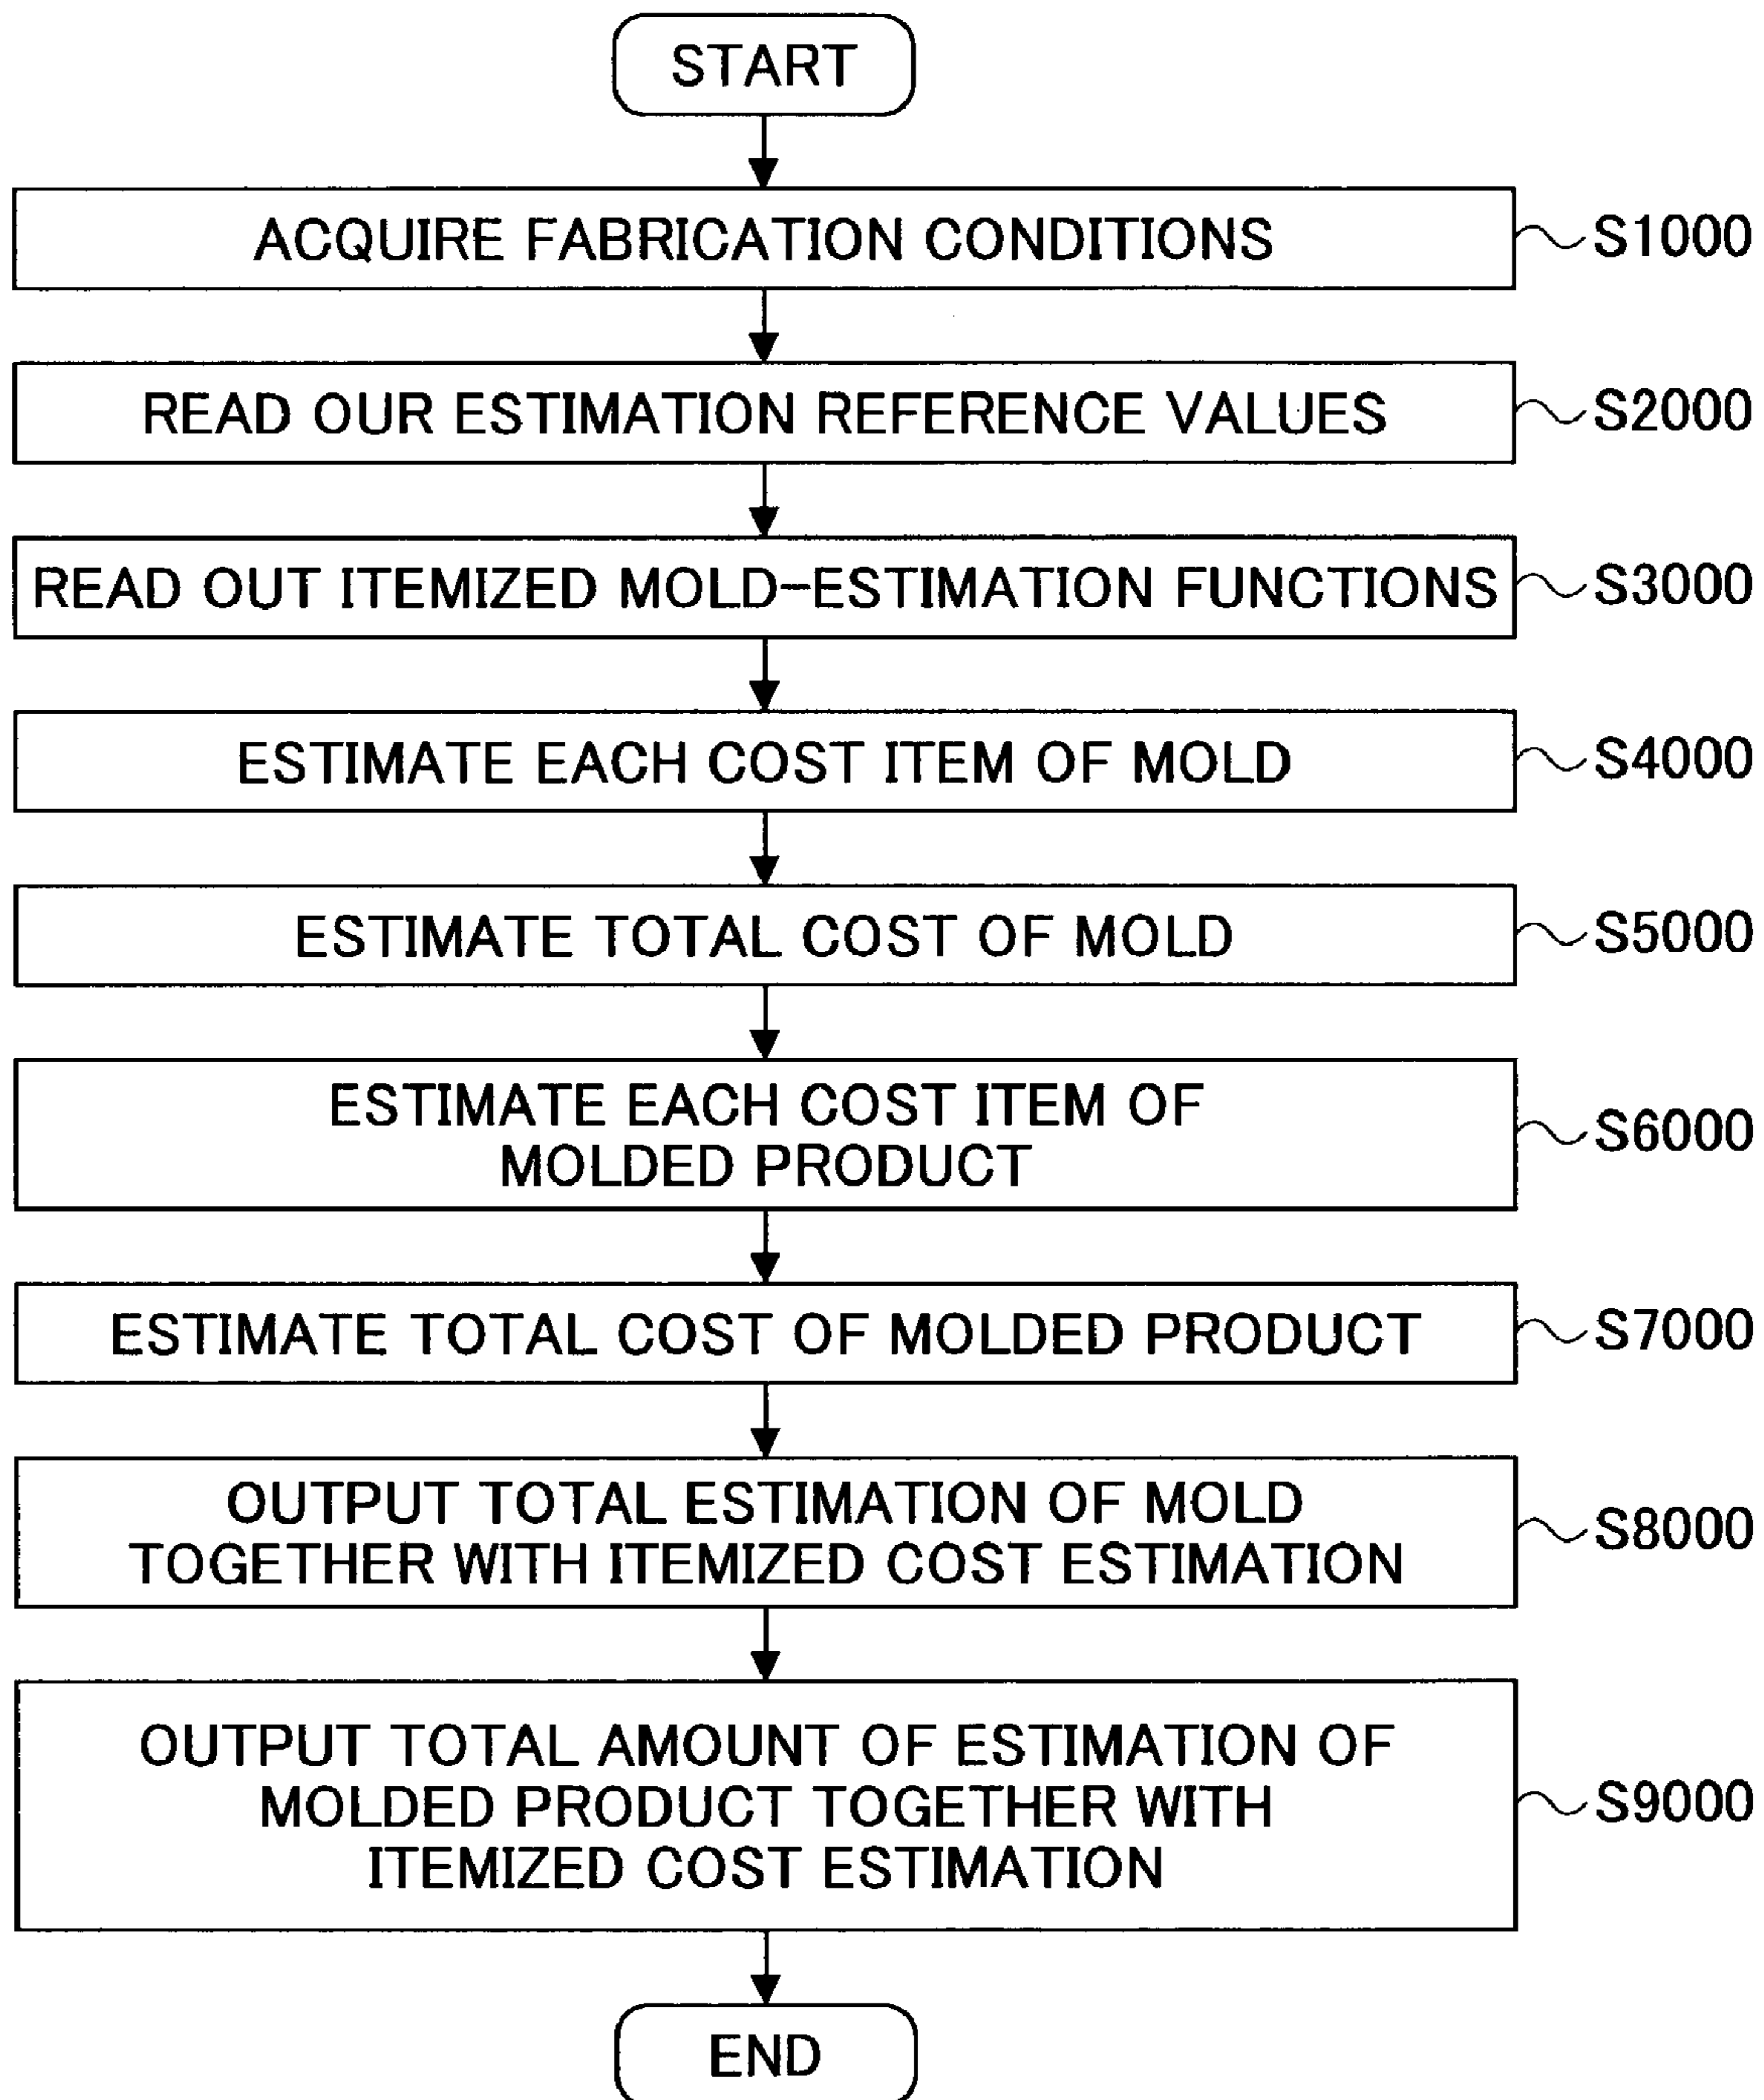 START
ACQUIRE FABRICATION CONDITIONS
S1000
READ OUR ESTIMATION REFERENCE VALUES
S2000
READ OUT ITEMIZED MOLD-ESTIMATION FUNCTIONS
S3000
ESTIMATE EACH COST ITEM OF MOLD
S4000
ESTIMATE TOTAL COST OF MOLD
S5000
ESTIMATE EACH COST ITEM OF
MOLDED PRODUCT
S6000
ESTIMATE TOTAL COST OF MOLDED PRODUCT
S7000
OUTPUT TOTAL ESTIMATION OF MOLD
TOGETHER WITH ITEMIZED COST ESTIMATION
S8000
OUTPUT TOTAL AMOUNT OF ESTIMATION OF
MOLDED PRODUCT TOGETHER WITH
ITEMIZED COST ESTIMATION
S9000
END